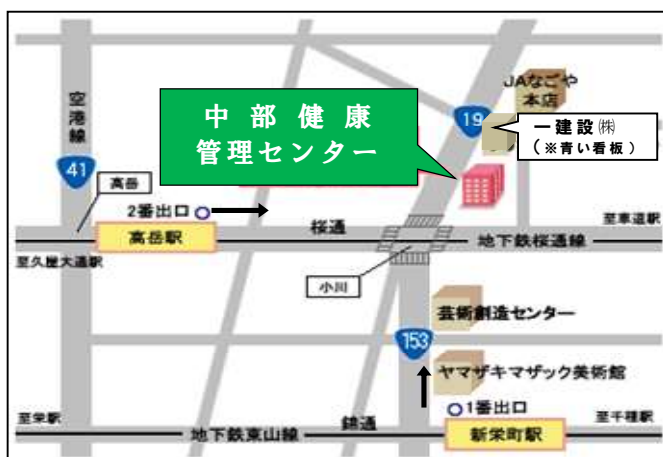 JAなごや
本店
空港線
中部健康
管理センター
19
一建設㈱
(※青い看板)
41
高岳
2番出口
桜通
至車道駅
高岳駅
地下鉄桜通線
至久屋大通駅
小川
芸術創造センター
153
ヤマザキマザック美術館
1番出口
至栄駅
錦通
至千種駅
地下鉄東山線
新栄町駅